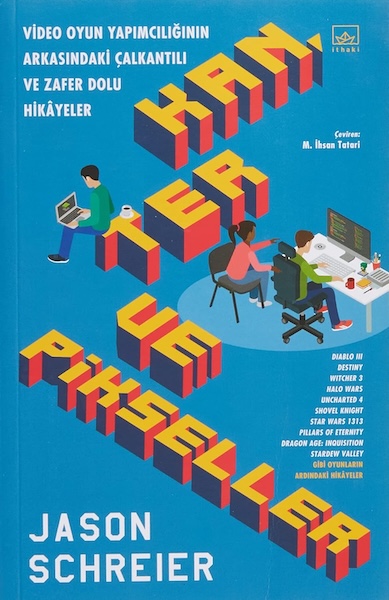 VİDEO OYUN YAPIMCILIĞININ
ARKASINDAKİ ÇALKANTILI
VE ZAFER DOLU
HİKÂYELER
ithaki
KAN,
Çeviren:
M. İhsan Tatari
TER
VE
PİKSELLER
DIABLO III
DESTINY
WITCHER 3
HALO WARS
UNCHARTED 4
SHOVEL KNIGHT
STAR WARS 1313
PILLARS OF ETERNITY
DRAGON AGE: INQUISITION
STARDEW VALLEY
GİBİ OYUNLARIN
ARDINDAKİ HİKÂYELER
JASON
SCHREIER